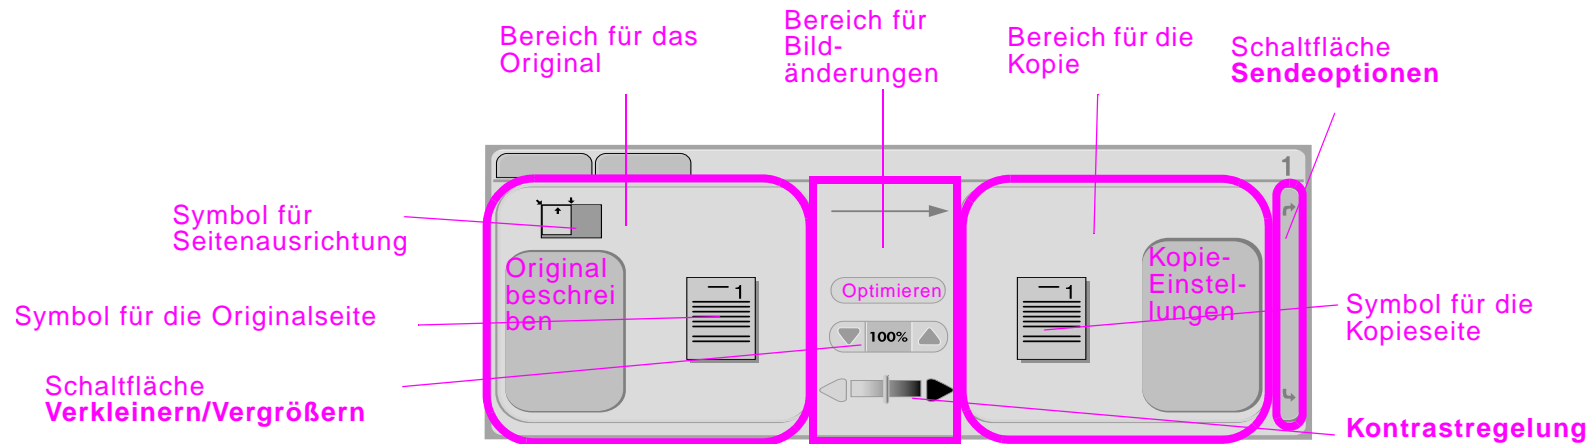 Bereich für das
Original
Bereich für
Bild-
änderungen
Bereich für die
Kopie
Schaltfläche
Sendeoptionen
1
Symbol für
Seitenausrichtung
Original
beschrei
ben
1
Optimieren
100%
1
Kopie-
Einstel-
lungen
Symbol für die Originalseite
Symbol für die
Kopieseite
Schaltfläche
Verkleinern/Vergrößern
Kontrastregelung